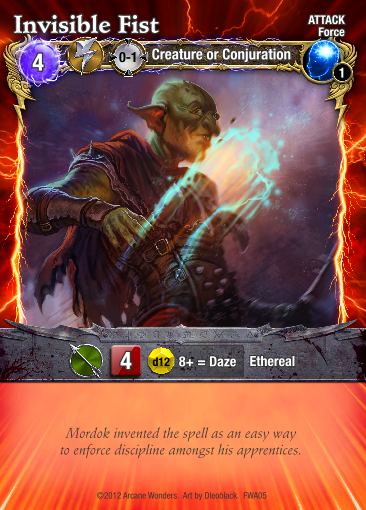 Invisible Fist
ATTACK
Force
4
0-1
Creature or Conjuration
1
4
d12
8+ = Daze
Ethereal
Mordok invented the spell as an easy way
to enforce discipline amongst his apprentices.
©2012 Arcane Wonders. Art by Dleoblack. FWA05